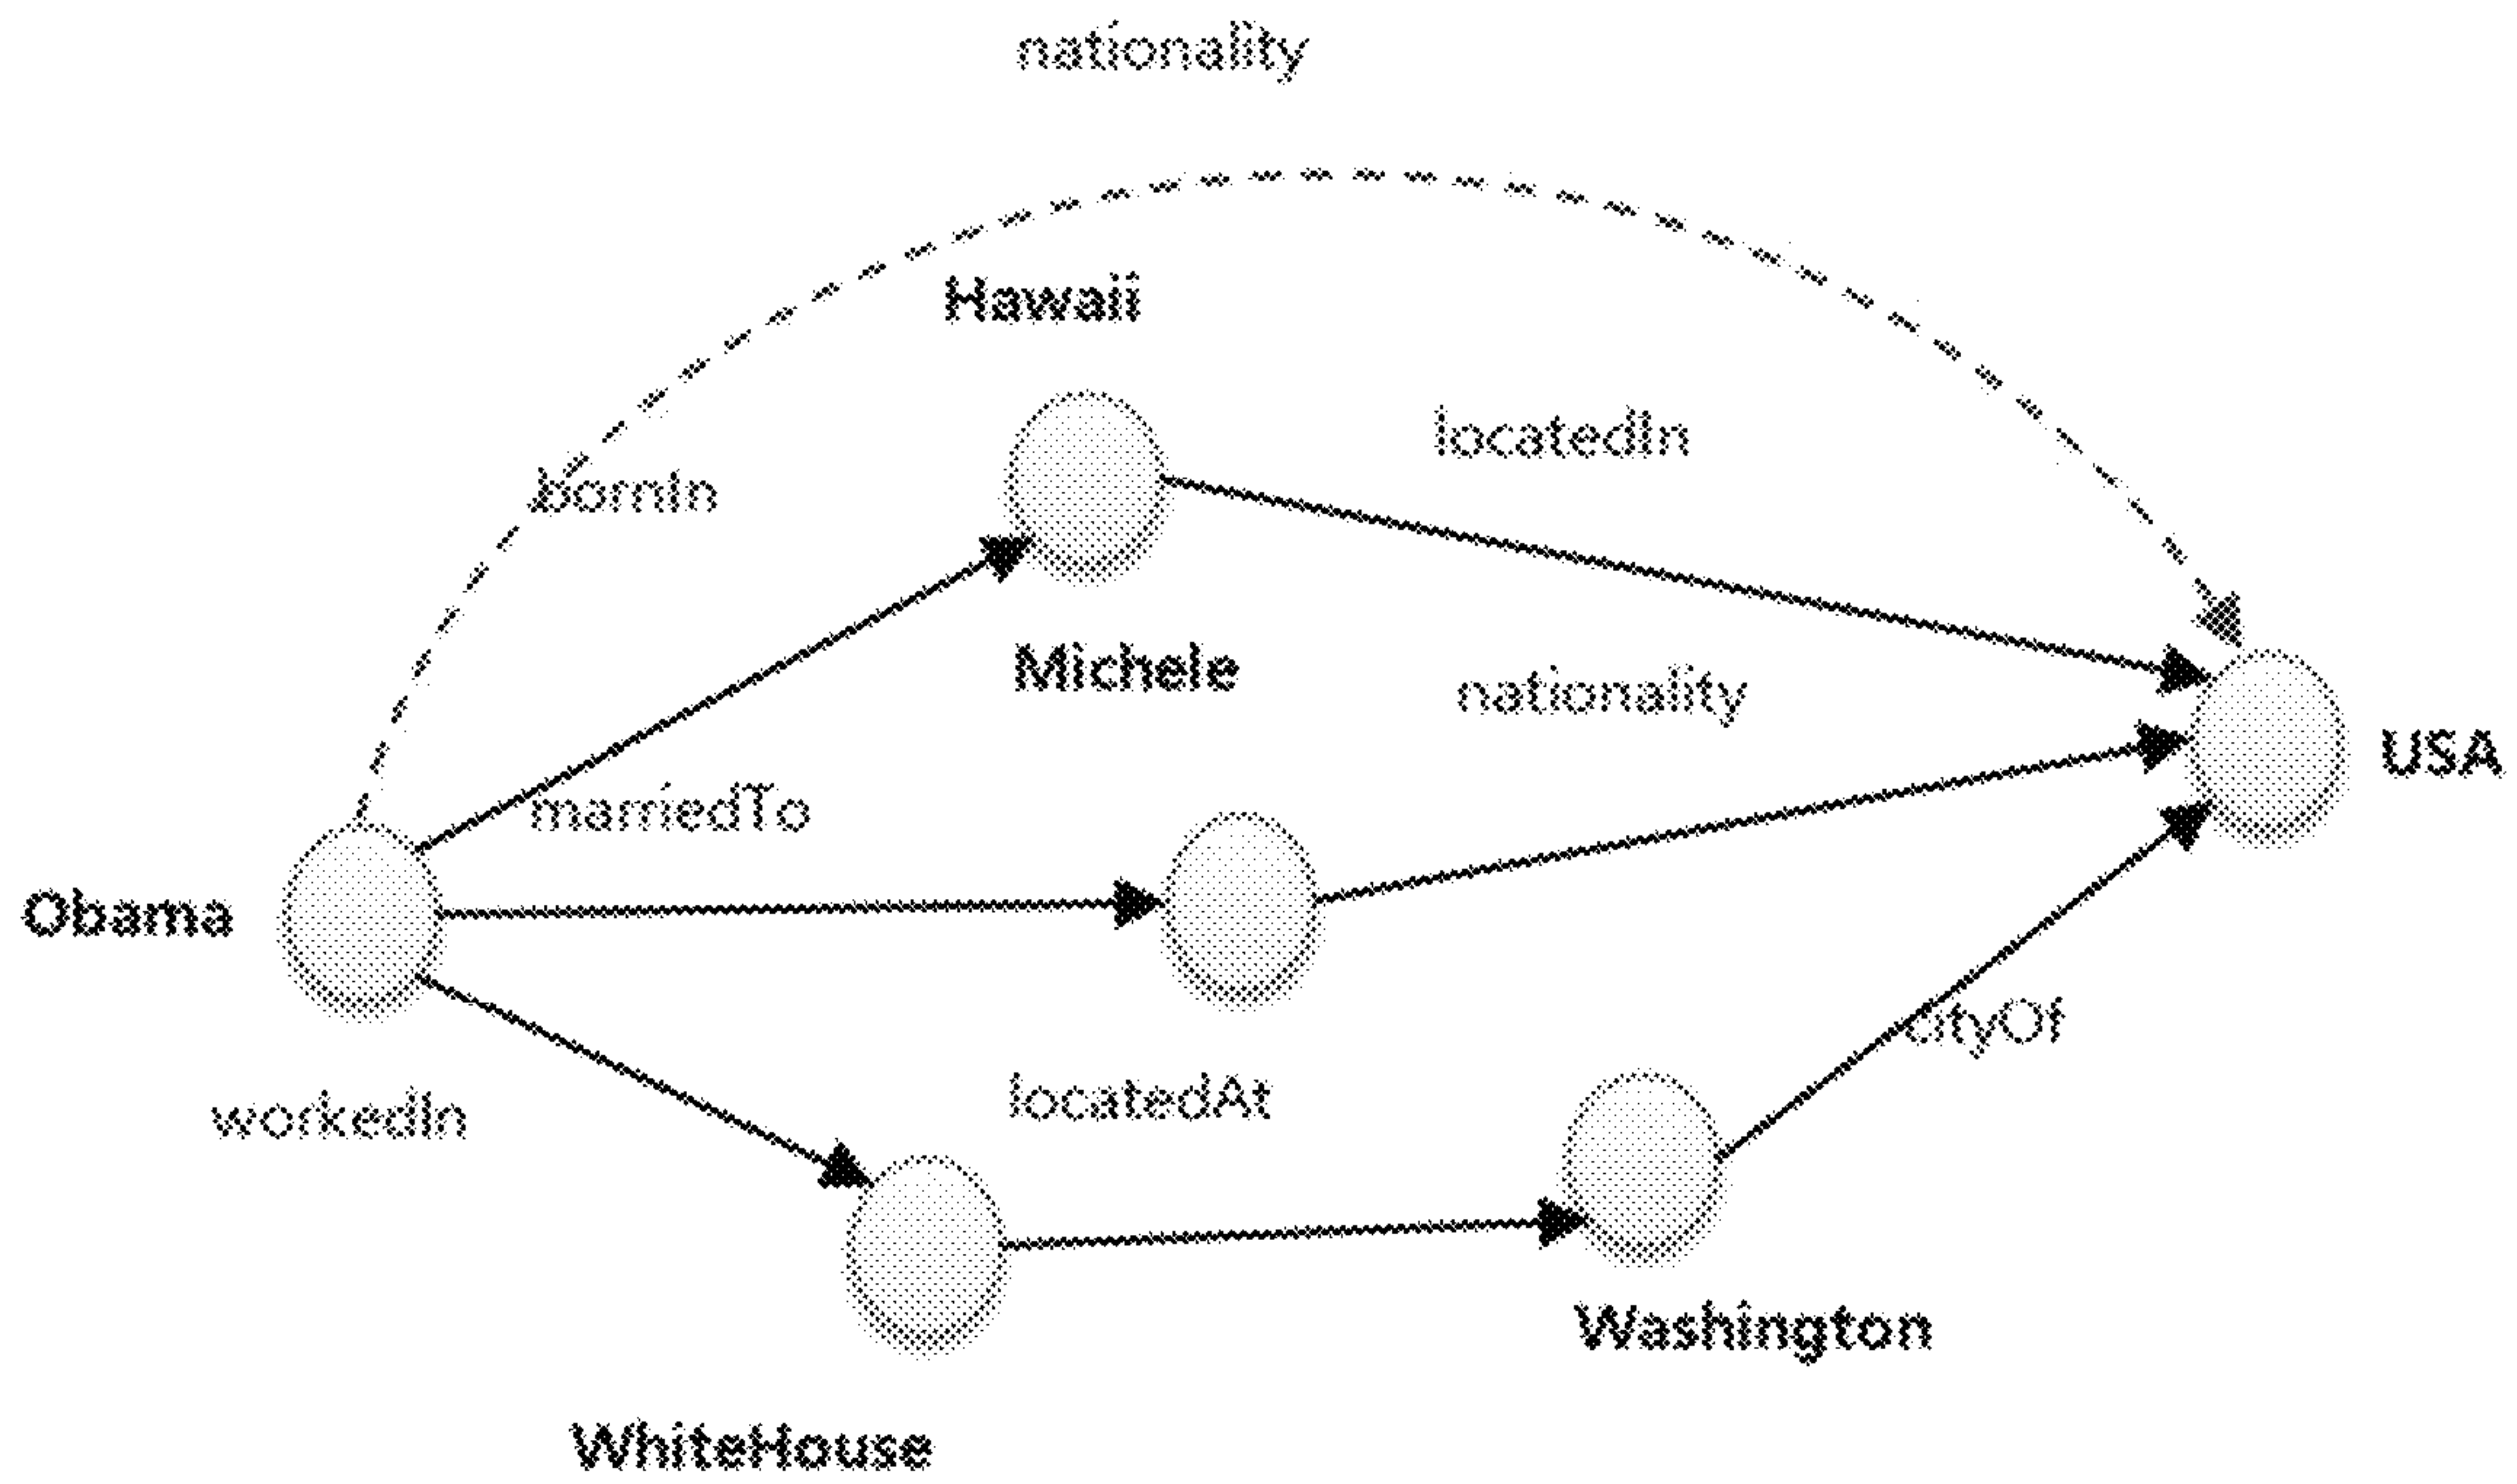 nationality
Hawaii
locatedIn
bornIn
Michele
nationality
USA
marriedTo
Obama
cityOf
locatedAt
workedIn
Washington
WhiteHouse